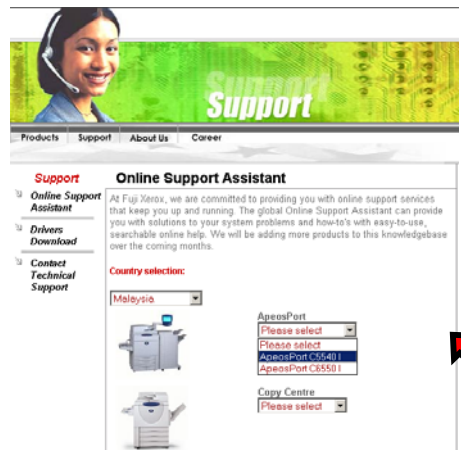 Support
Support
Products Support About Us Career
Support
Online Support Assistant
Online Support
Assistant
Drivers
Download
Contact
Technical
Support
At Fuji Xerox, we are committed to providing you with online support services
that keep you up and running. The global Online Support Assistant can provide
you with solutions to your system problems and how-to's with easy-to-use,
searchable online help. We will be adding more products to this knowledgebase
over the coming months.
Country selection:
Malaysia
ApeosPort
Please select
Please select
ApeosPort C5540 I
ApeosPort C6550 I
Copy Centre
Please select